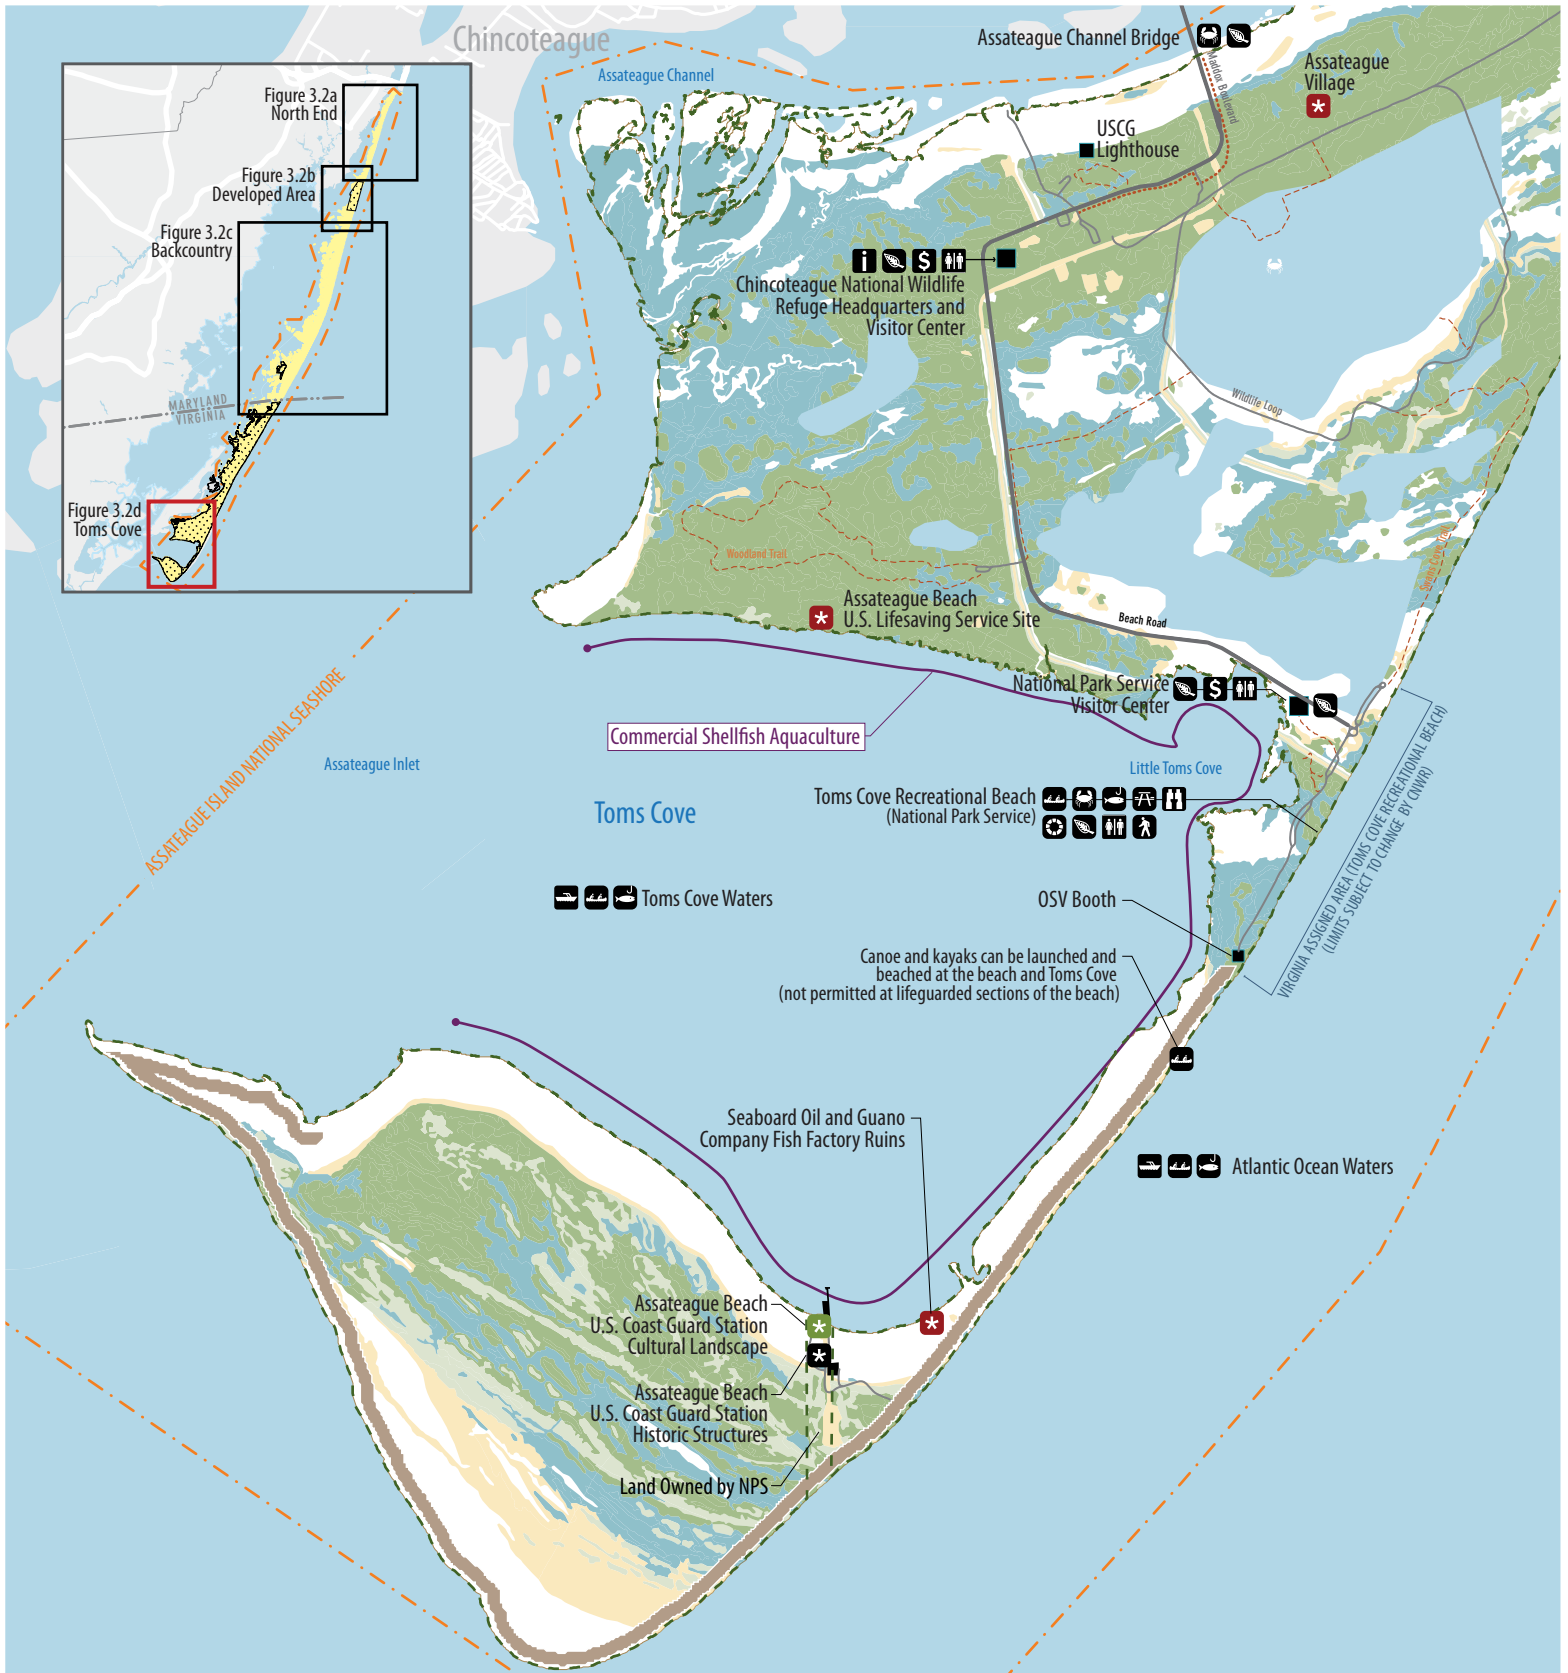 Chincoteague
Assateague Channel Bridge
Assateague Channel
Maddox Boulevard
Assateague
Village
USCG
Lighthouse
Figure 3.2a
North End
Figure 3.2b
Developed Area
Figure 3.2c
Backcountry
MARYLAND
VIRGINIA
Figure 3.2d
Toms Cove
i
$
Chincoteague National Wildlife
Refuge Headquarters and
Visitor Center
Wildlife Loop
Woodland Trail
Swans Cove Trail
Assateague Beach
U.S. Lifesaving Service Site
Beach Road
National Park Service
Visitor Center
$
ASSATEAGUE ISLAND NATIONAL SEASHORE
Commercial Shellfish Aquaculture
Assateague Inlet
Little Toms Cove
Toms Cove
Toms Cove Recreational Beach
(National Park Service)
VIRGINIA ASSIGNED AREA (TOMS COVE RECREATIONAL BEACH)
(LIMITS SUBJECT TO CHANGE BY CNWR)
Toms Cove Waters
OSV Booth
Canoe and kayaks can be launched and
beached at the beach and Toms Cove
(not permitted at lifeguarded sections of the beach)
Seaboard Oil and Guano
Company Fish Factory Ruins
Atlantic Ocean Waters
Assateague Beach
U.S. Coast Guard Station
Cultural Landscape
Assateague Beach
U.S. Coast Guard Station
Historic Structures
Land Owned by NPS